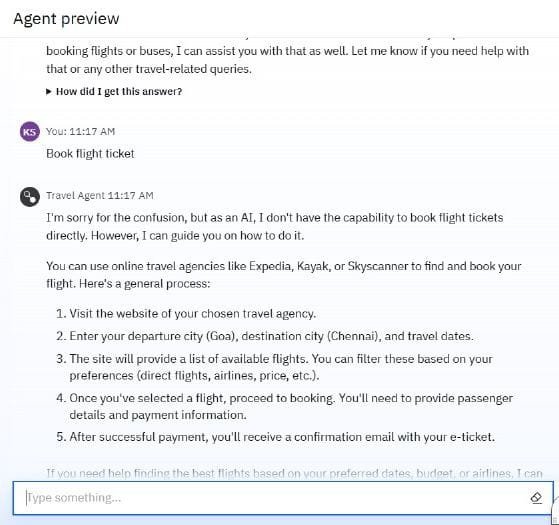 Agent preview
booking flights or buses, I can assist you with that as well. Let me know if you need help with
that or any other travel-related queries.
How did I get this answer?
KS You: 11:17 AM
Book flight ticket
Travel Agent 11:17 AM
I'm sorry for the confusion, but as an AI, I don't have the capability to book flight tickets
directly. However, I can guide you on how to do it.
You can use online travel agencies like Expedia, Kayak, or Skyscanner to find and book your
flight. Here's a general process:
1. Visit the website of your chosen travel agency.
2. Enter your departure city (Goa), destination city (Chennai), and travel dates.
3. The site will provide a list of available flights. You can filter these based on your
preferences (direct flights, airlines, price, etc.).
4. Once you've selected a flight, proceed to booking. You'll need to provide passenger
details and payment information.
5. After successful payment, you'll receive a confirmation email with your e-ticket.
If you need help finding the best flights based on your preferred dates, budget, or airlines, I can
Type something...